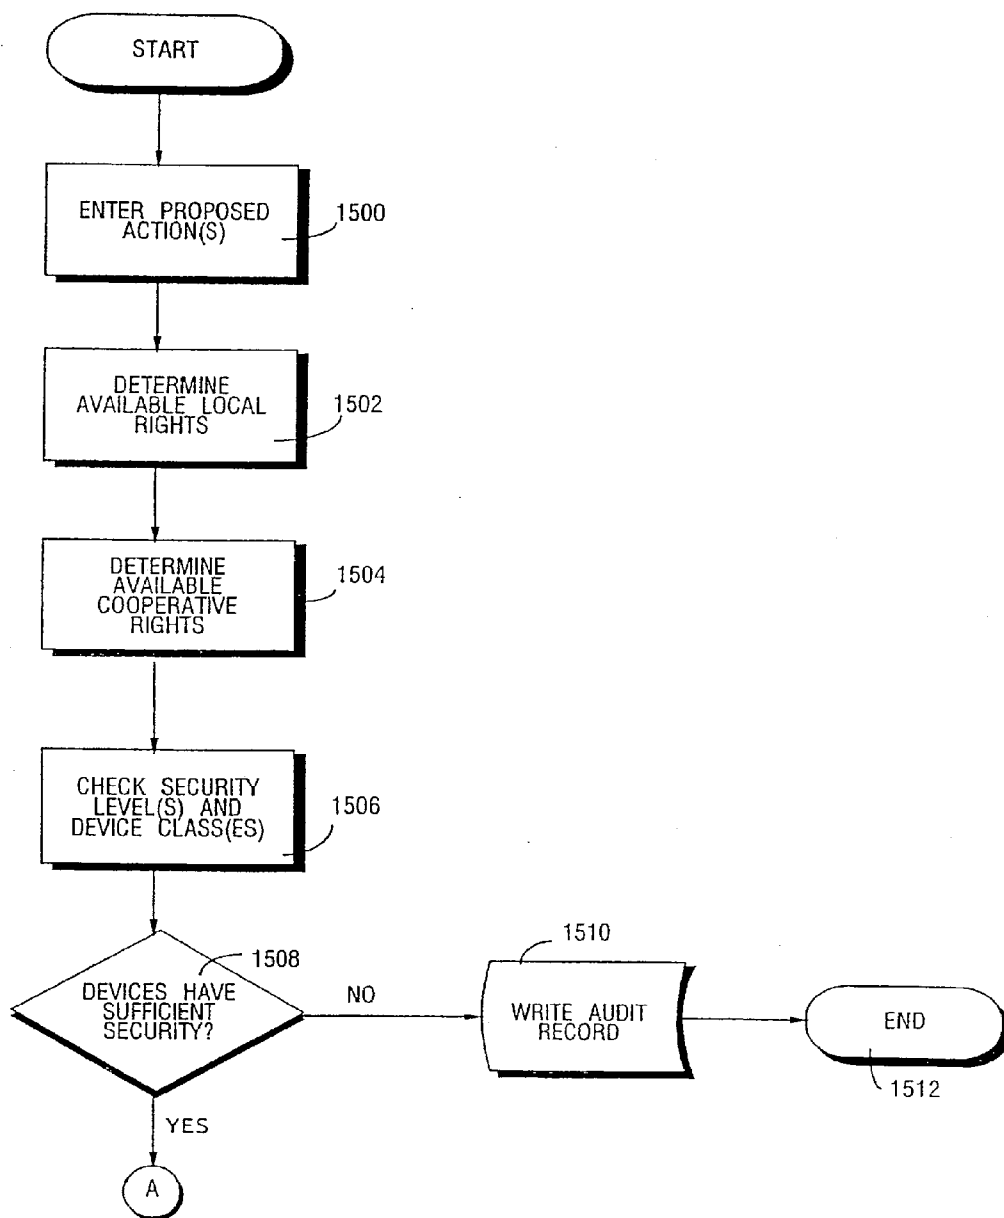 START
ENTER PROPOSED
ACTION(S)
1500
DETERMINE
AVAILABLE LOCAL
RIGHTS
1502
DETERMINE
AVAILABLE
COOPERATIVE
RIGHTS
1504
CHECK SECURITY
LEVEL(S) AND
DEVICE CLASS(ES)
1506
1508
DEVICES HAVE
SUFFICIENT
SECURITY?
NO
1510
WRITE AUDIT
RECORD
END
1512
YES
A